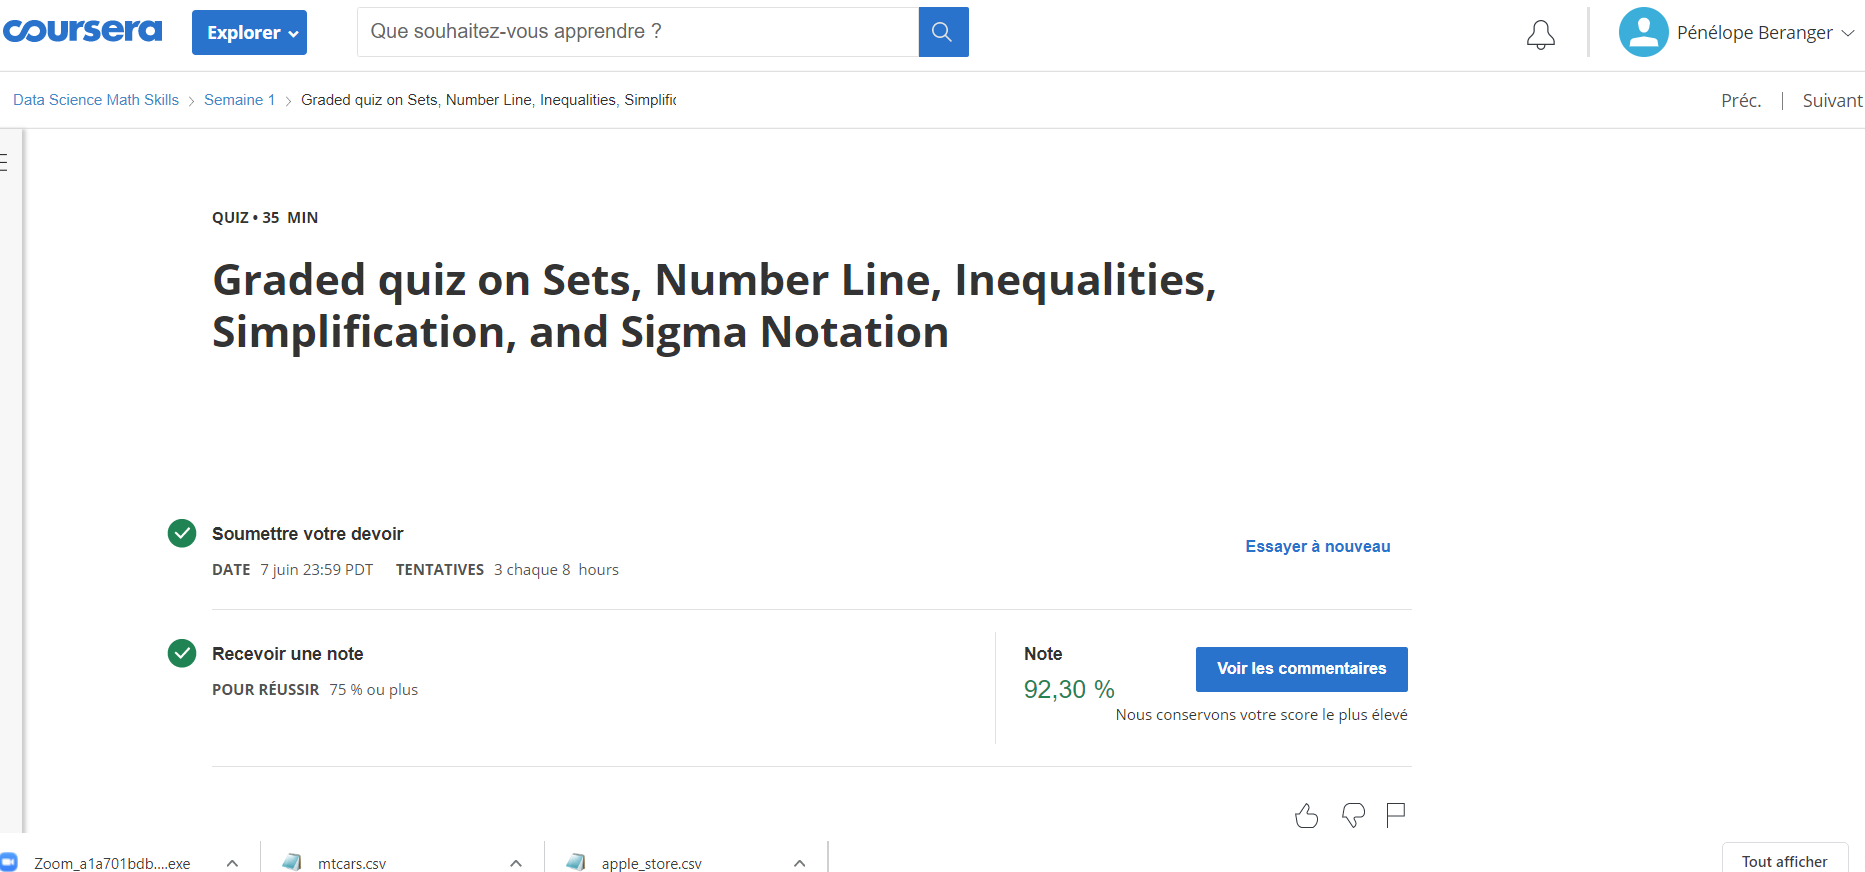 coursera
Explorer
Que souhaitez-vous apprendre ?
Pénélope Beranger
Data Science Math Skills
Semaine 1
Graded quiz on Sets, Number Line, Inequalities,
Préc.
Suivant
QUIZ • 35 MIN
Graded quiz on Sets, Number Line, Inequalities,
Simplification, and Sigma Notation
Soumettre votre devoir
Essayer à nouveau
DATE 7 juin 23:59 PDT TENTATIVES 3 chaque 8 hours
Recevoir une note
POUR RÉUSSIR 75 % ou plus
Note
92,30 %
Voir les commentaires
Nous conservons votre score le plus élevé
Zoom_a1a701bdb....exe
mtcars.csv
apple_store.csv
Tout afficher